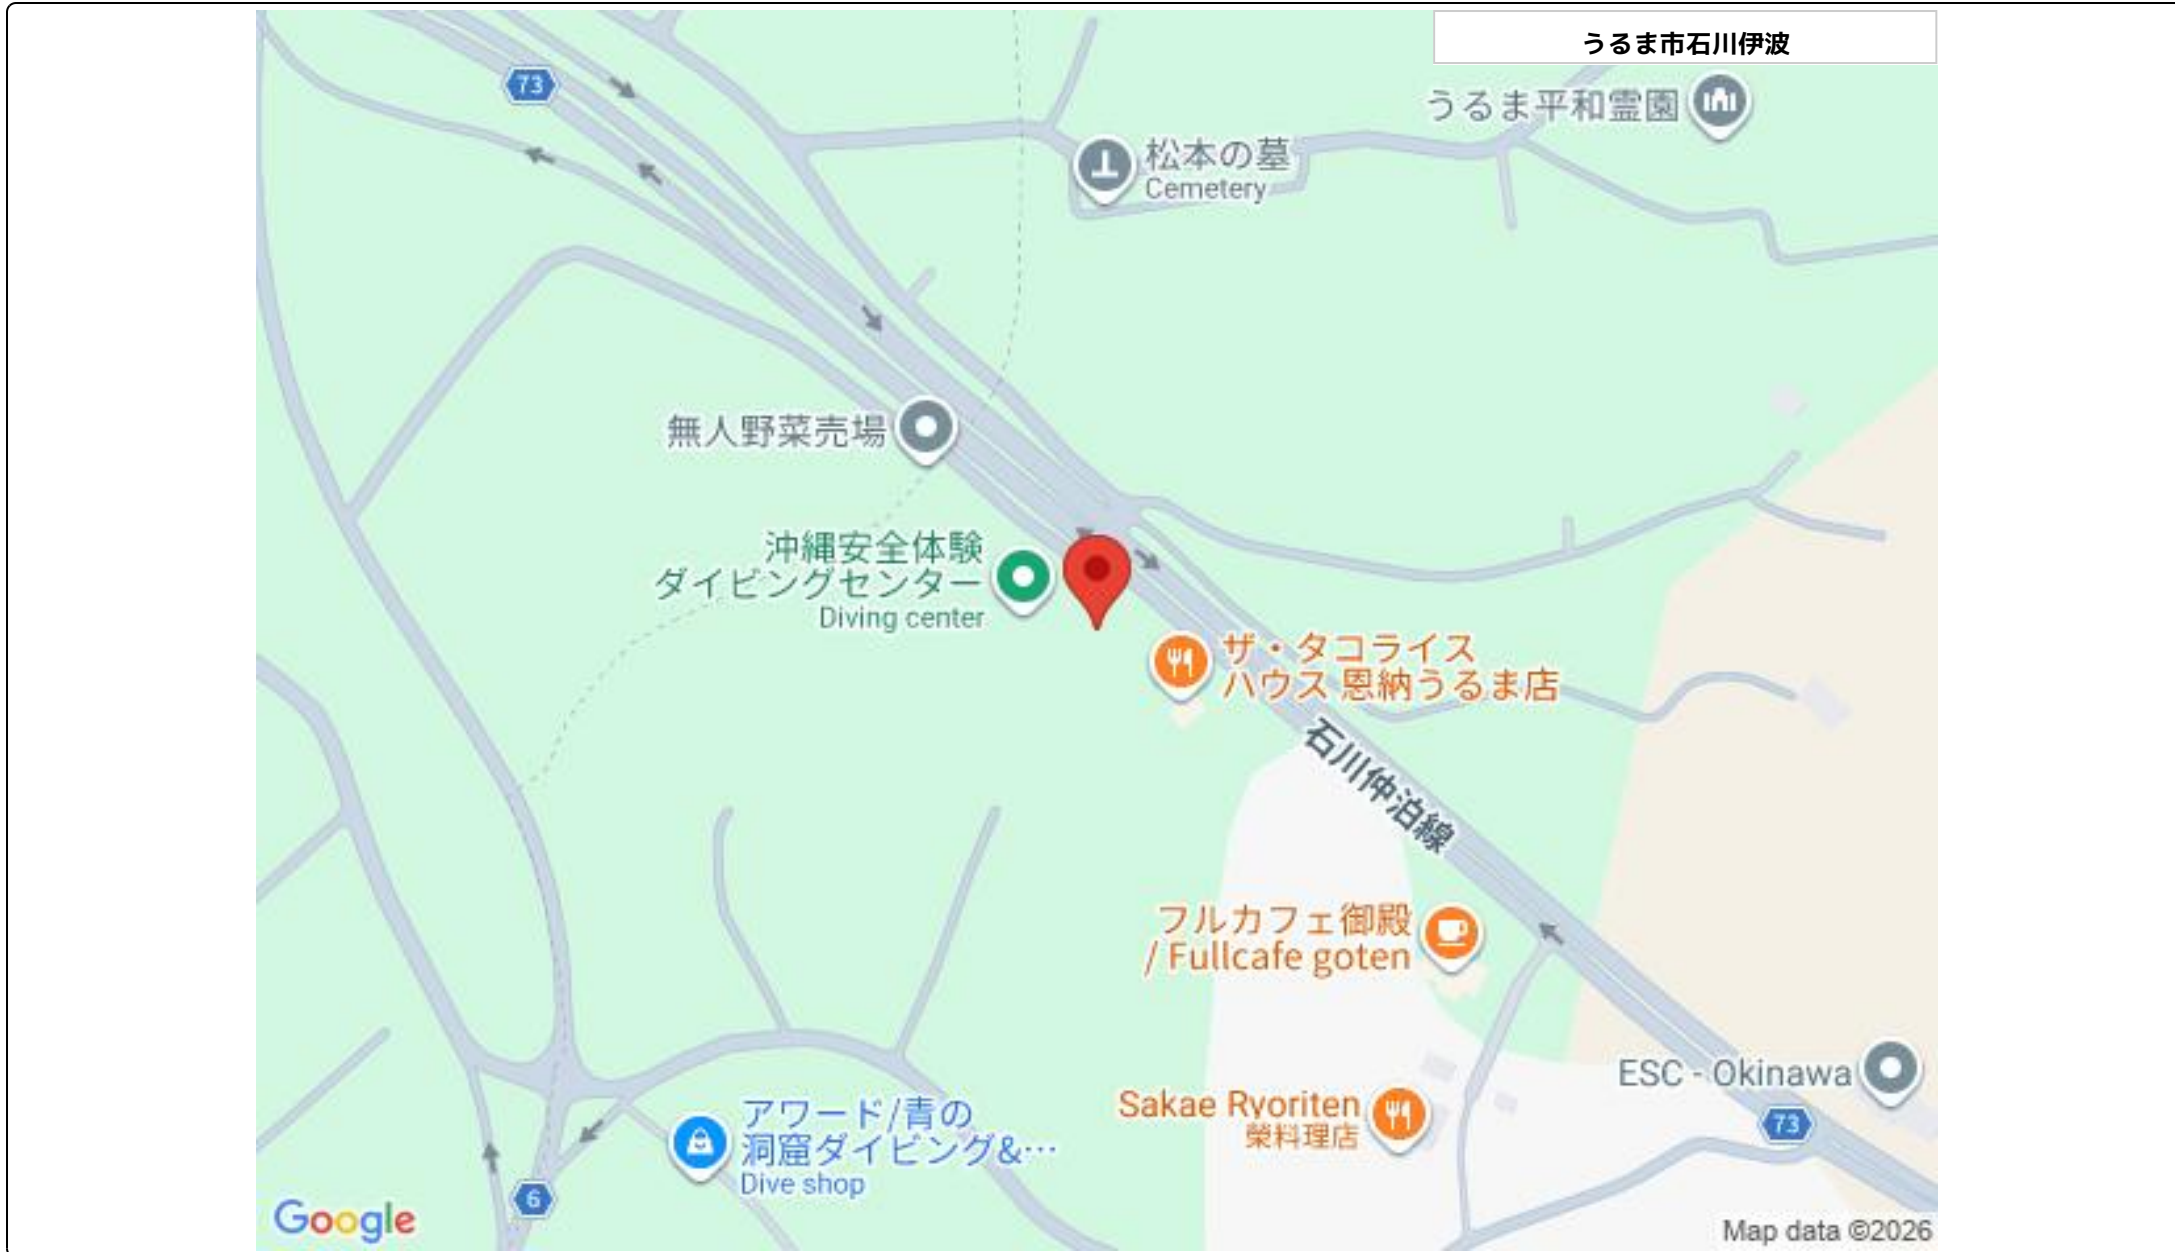 うるま市石川伊波
73
うるま平和霊園
松本の墓
Cemetery
無人野菜売場
沖縄安全体験
ダイビングセンター
Diving center
ザ・タコライス
ハウス 恩納うるま店
石川仲泊線
フルカフェ御殿
/ Fullcafe goten
ESC - Okinawa
Sakae Ryoriten
榮料理店
73
アワード/青の
洞窟ダイビング&…
Dive shop
6
Google
Map data ©2026